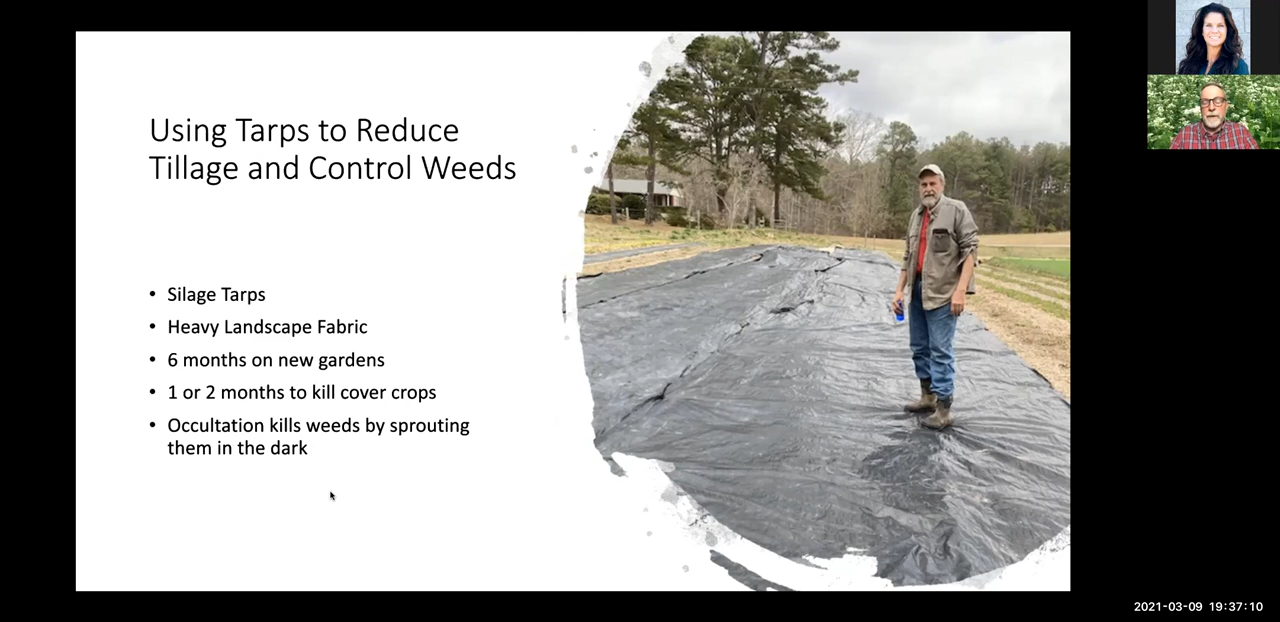 Using Tarps to Reduce
Tillage and Control Weeds
• Silage Tarps
• Heavy Landscape Fabric
• 6 months on new gardens
• 1 or 2 months to kill cover crops
• Occultation kills weeds by sprouting
them in the dark
2021-03-09 19:37:10